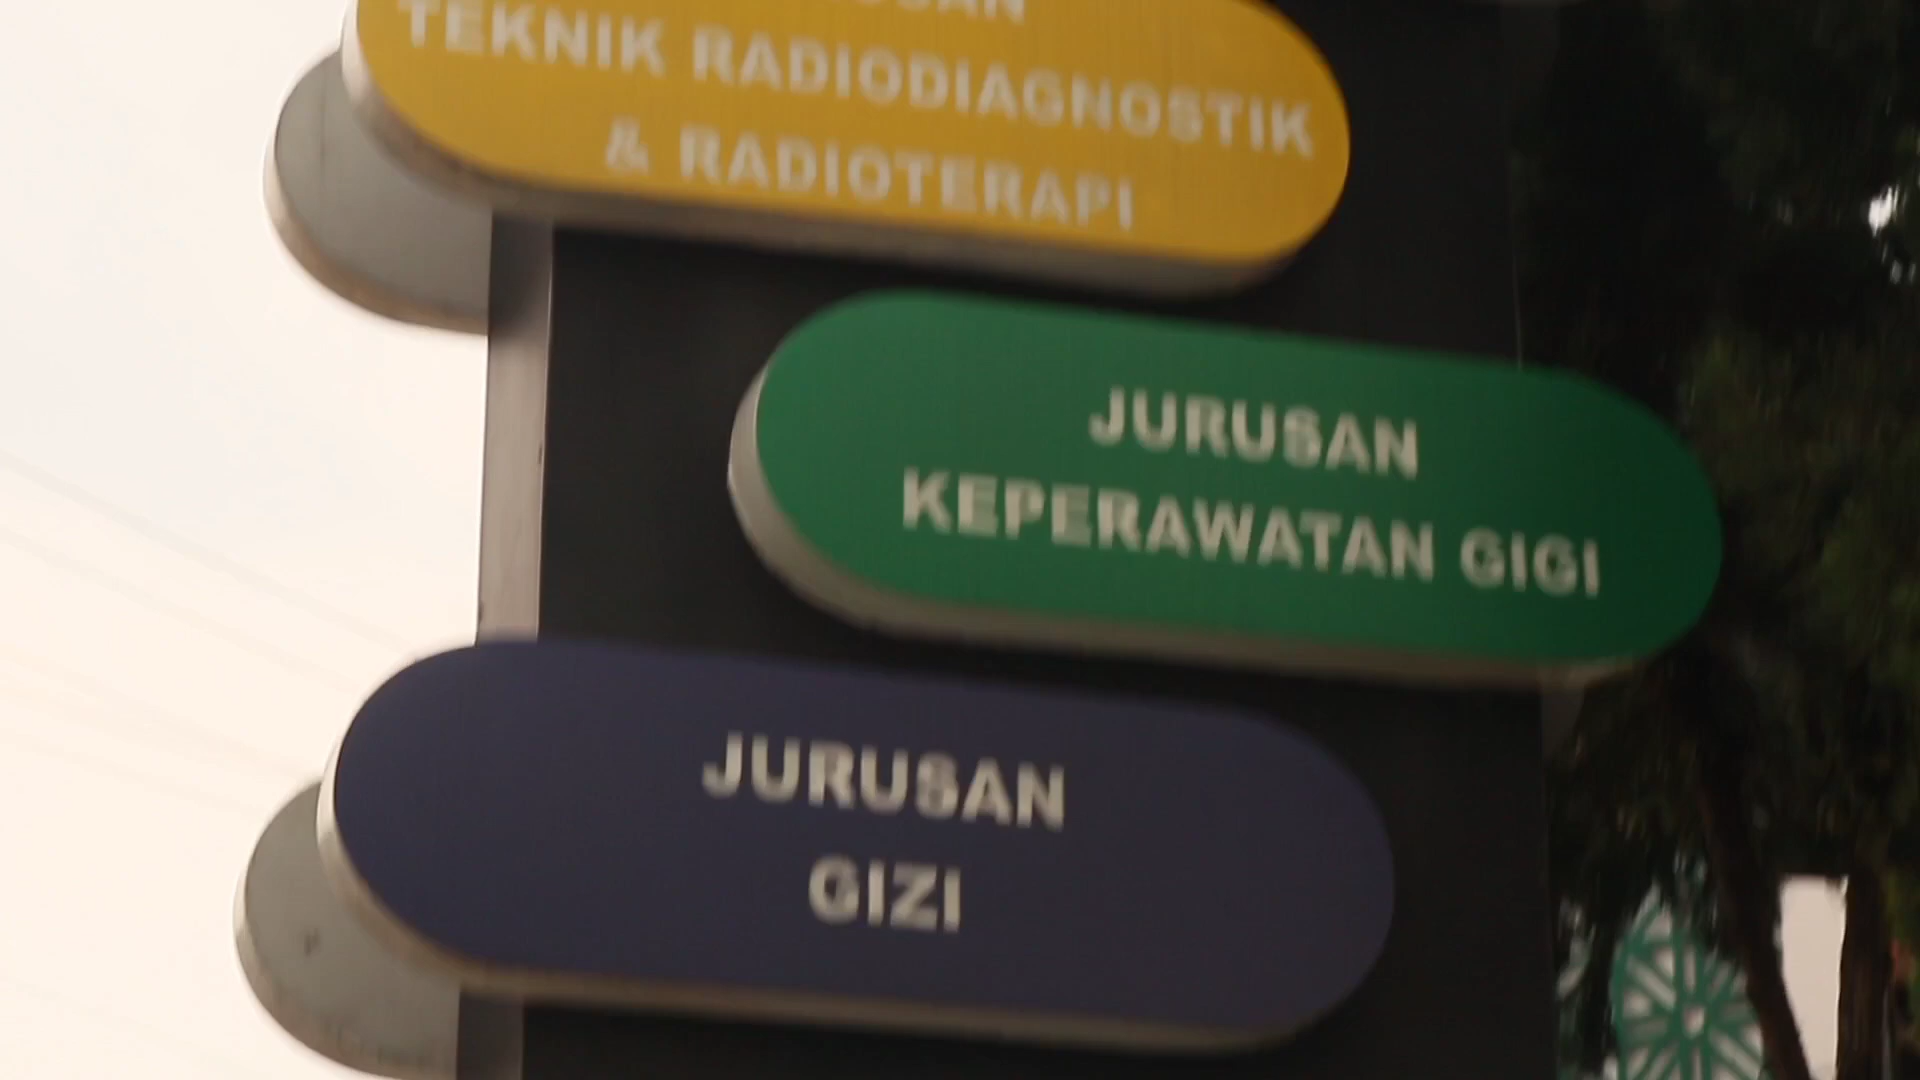 TEKNIK RADIODIAGNOSTIK
& RADIOTERAPI
JURUSAN
KEPERAWATAN GIGI
JURUSAN
GIZI